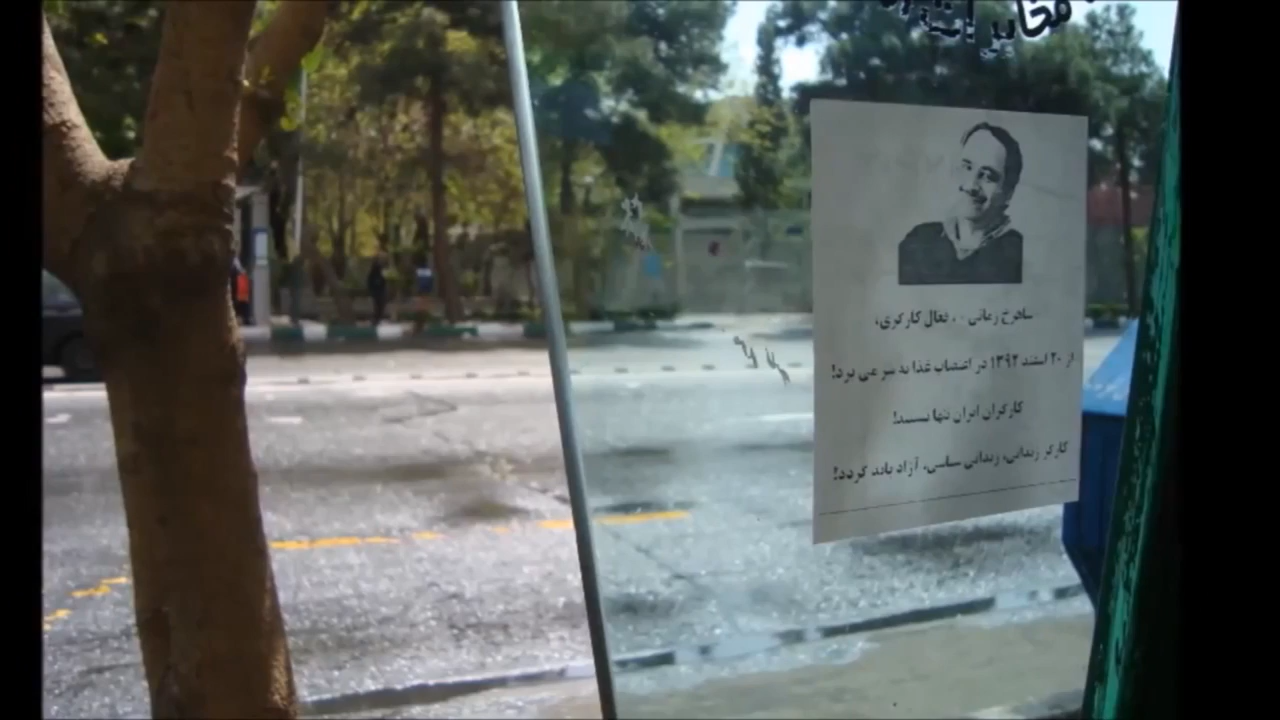 مخابرات
شاهرخ زمانی، فعال کارگری،
از ۲۰ اسفند ۱۳۹۲ در اعتصاب غذا به سر می برد!
کارگران ایران تنها نیستند!
کارگر زندانی، زندانی سیاسی، آزاد باید گردد!